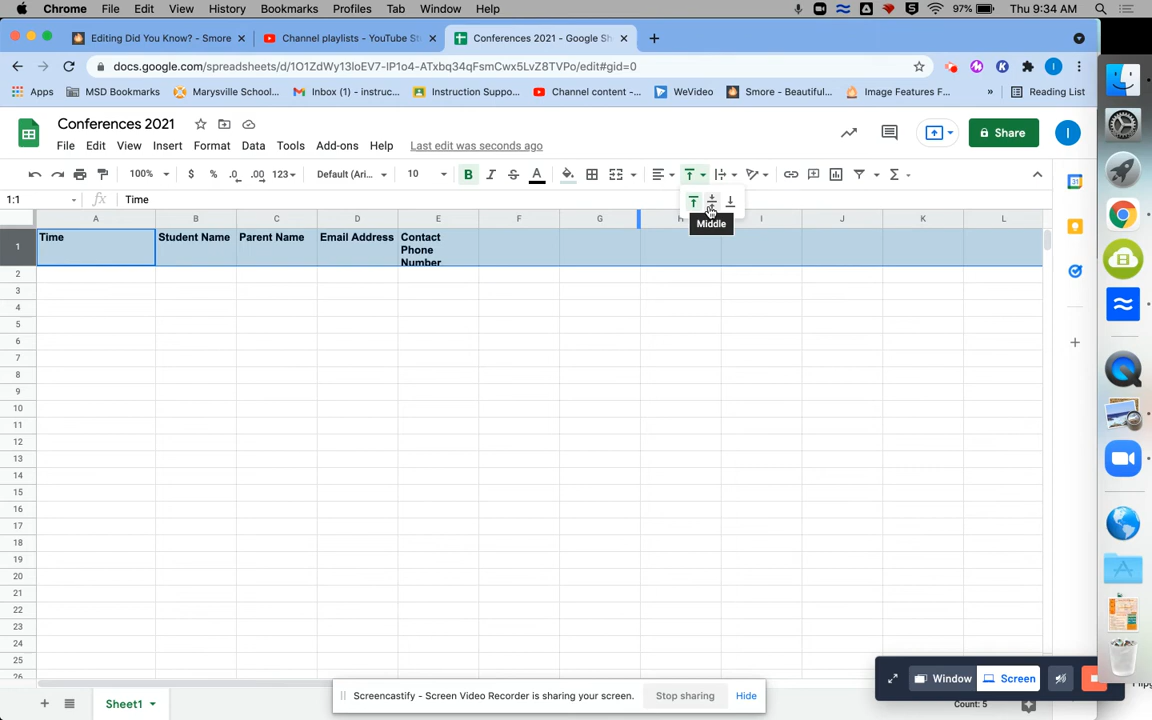 Chrome File Edit View History Bookmarks Profiles Tab Window Help 97% Thu 9:34 AM
Editing Did You Know? - Smore Channel playlists - YouTube St Conferences 2021 - Google Sh
docs.google.com/spreadsheets/d/1O1ZdWy13loEV7-IP1o4-ATxbq34qFsmCwx5LvZ8TVPo/edit#gid=0
Apps MSD Bookmarks Marysville School... Inbox (1) - instruc... Instruction Suppo... Channel content -... WeVideo Smore - Beautiful... Image Features F... » Reading List
Conferences 2021
Share
File Edit View Insert Format Data Tools Add-ons Help Last edit was seconds ago
100% $ % .0 .00 123 Default (Ari... 10 B I S A
1:1 fx Time
A B C D E F G H I J K L
Middle
1 Time Student Name Parent Name Email Address Contact Phone Number
2
3
4
5
6
7
8
9
10
11
12
13
14
15
16
17
18
19
20
21
22
23
24
25
26
Window Screen
Screencastify - Screen Video Recorder is sharing your screen. Stop sharing Hide
Sheet1
Count: 5